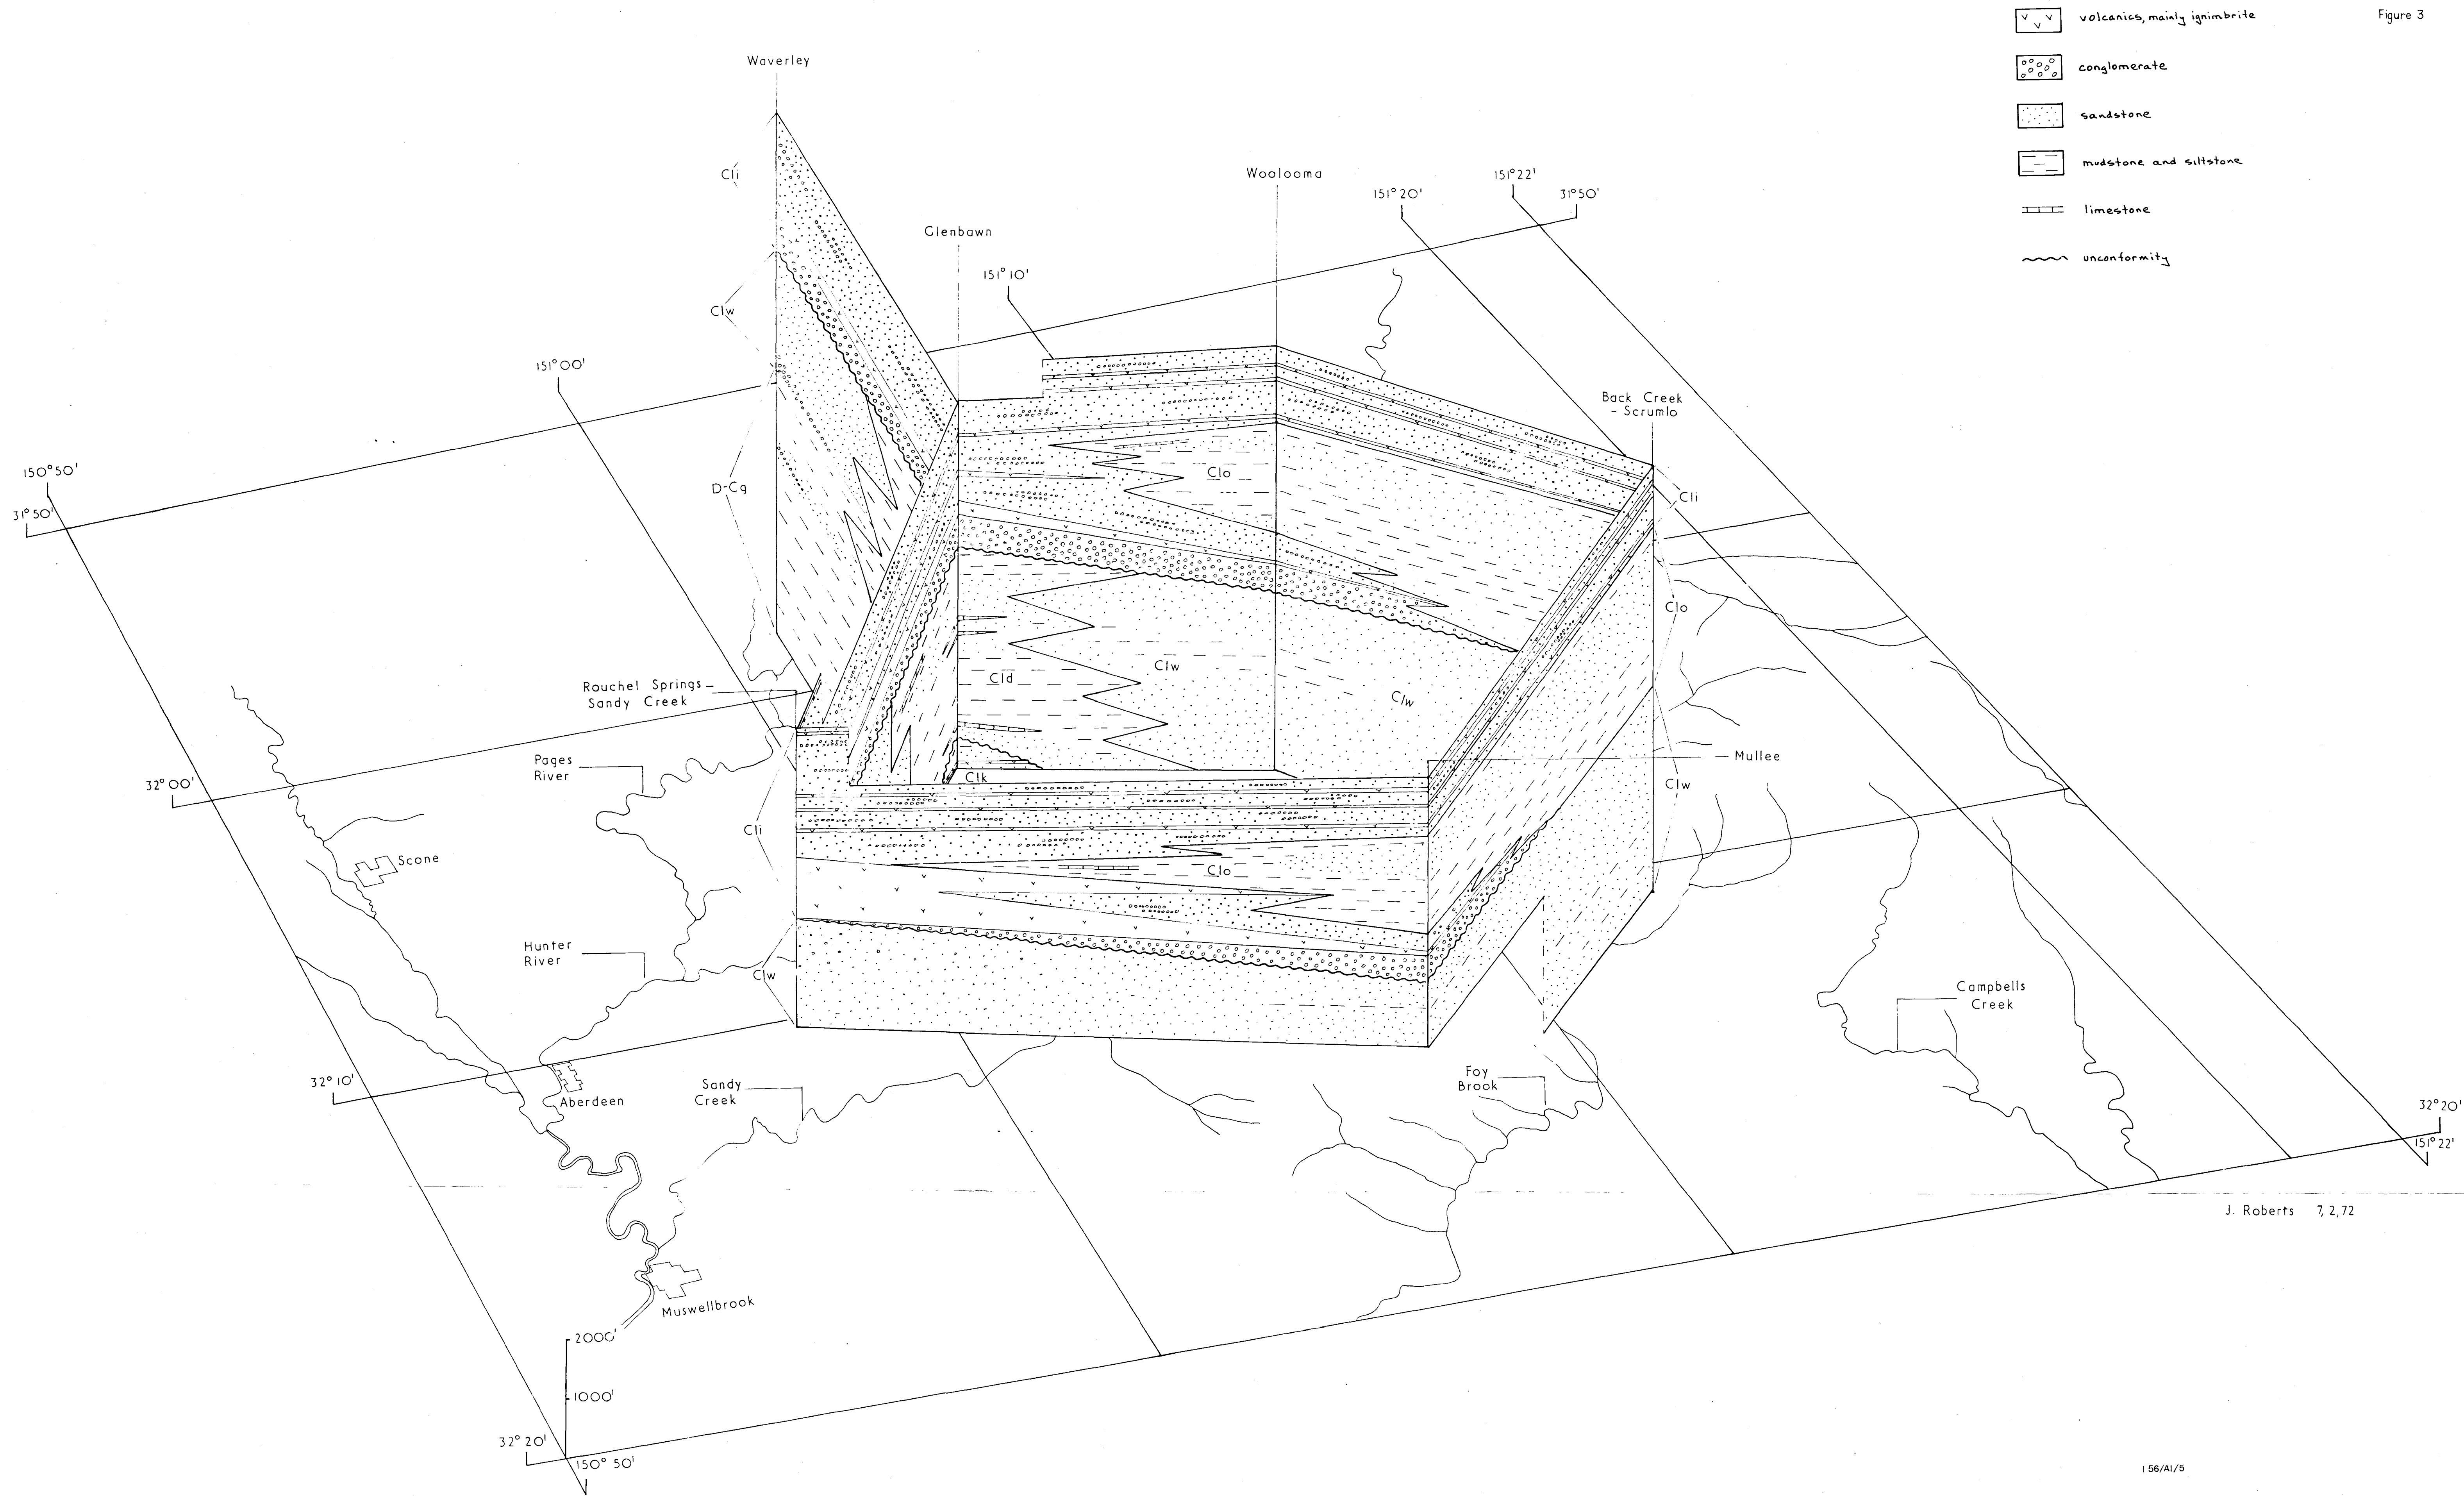 Figure 3
volcanics, mainly ignimbrite
conglomerate
sandstone
mudstone and siltstone
limestone
unconformity
Waverley
Glenbawn
Woolooma
151°20'
151°22'
31°50'
151°10'
151°00'
Back Creek
- Scrumlo
150°50'
31°50'
Cli
Clw
D-Cg
Clo
Cli
Clo
Clw
Cld
Clw
Clw
Rouchel Springs –
Sandy Creek
Pages
River
32°00'
Clk
Mullee
Cli
Clo
Scone
Hunter
River
Clw
Campbells
Creek
32°10'
Aberdeen
Sandy
Creek
Foy
Brook
32°20'
151°22'
J. Roberts 7,2,72
Muswellbrook
2000'
1000'
32°20'
150°50'
I 56/A1/5